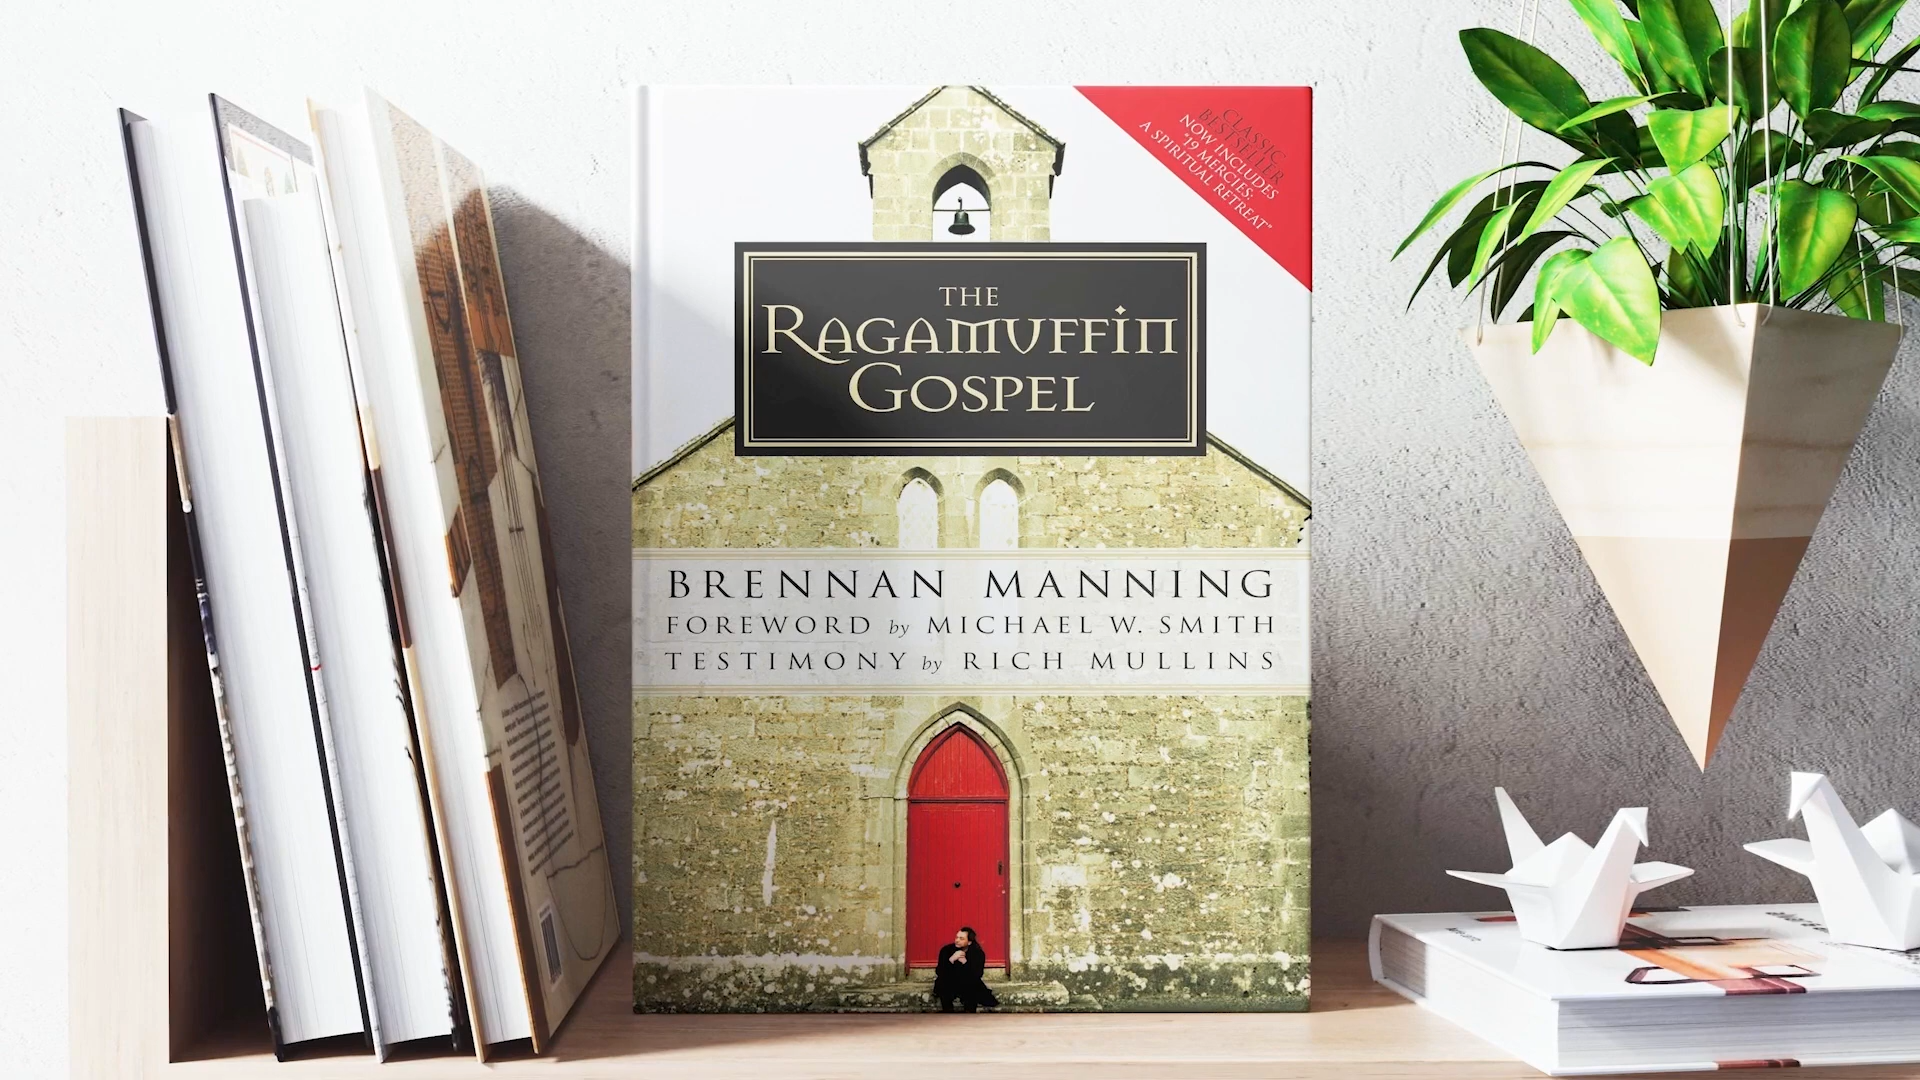 CLASSIC
BESTSELLER
NOW INCLUDES
"19 MERCIES:
A SPIRITUAL RETREAT"
THE
RAGAMUFFIN
GOSPEL
BRENNAN MANNING
FOREWORD by MICHAEL W. SMITH
TESTIMONY by RICH MULLINS